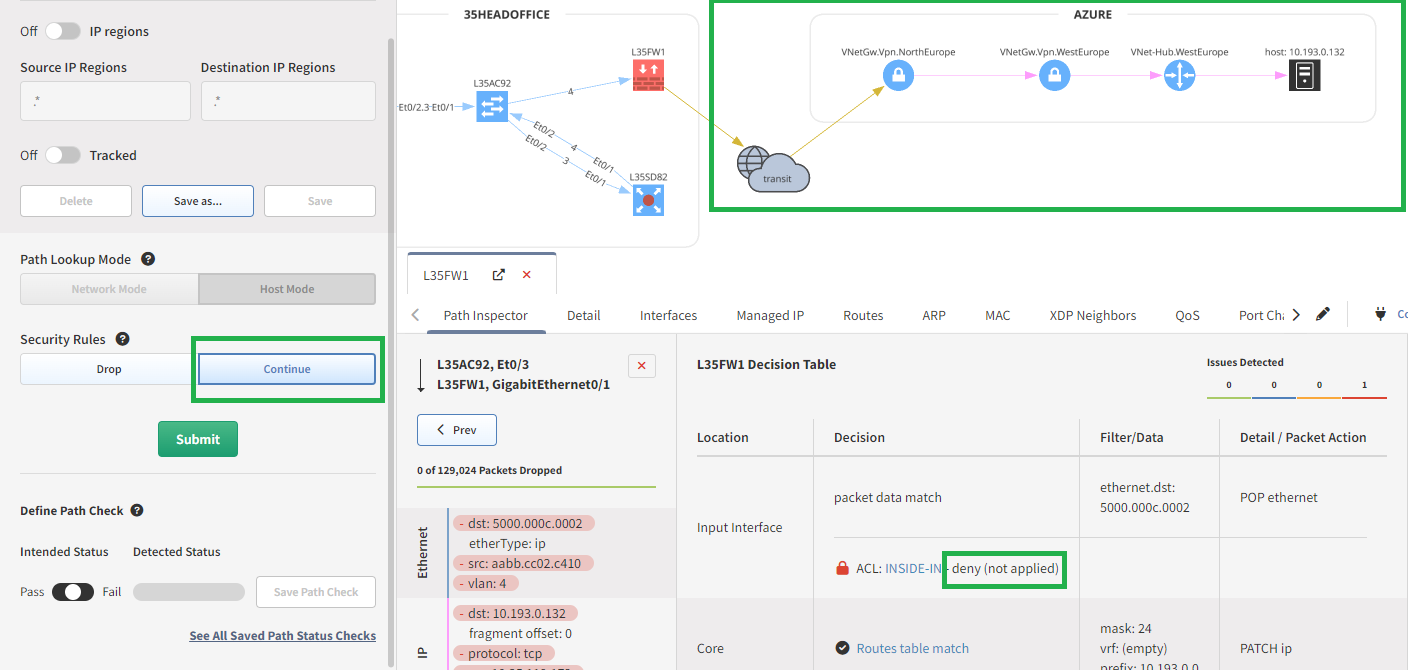 Off IP regions
Source IP Regions Destination IP Regions
.* .*
Off Tracked
Delete Save as... Save
Path Lookup Mode ?
Network Mode Host Mode
Security Rules ?
Drop Continue
Submit
Define Path Check ?
Intended Status Detected Status
Pass Fail Save Path Check
See All Saved Path Status Checks
35HEADOFFICE
L35FW1
L35AC92
Et0/2.3-Et0/1
4
Et0/2
4
Et0/1
Et0/2
3
Et0/1
L35SD82
AZURE
VNetGw.Vpn.NorthEurope VNetGw.Vpn.WestEurope VNet-Hub.WestEurope host: 10.193.0.132
transit
L35FW1
Path Inspector Detail Interfaces Managed IP Routes ARP MAC XDP Neighbors QoS Port Cha Co
L35AC92, Et0/3
L35FW1, GigabitEthernet0/1
Prev
0 of 129,024 Packets Dropped
Ethernet
- dst: 5000.000c.0002
etherType: ip
- src: aabb.cc02.c410
- vlan: 4
IP
- dst: 10.193.0.132
fragment offset: 0
- protocol: tcp
L35FW1 Decision Table
Issues Detected
0 0 0 1
Location Decision Filter/Data Detail / Packet Action
Input Interface
packet data match
ethernet.dst:
5000.000c.0002
POP ethernet
ACL: INSIDE-IN - deny (not applied)
Core
Routes table match
mask: 24
vrf: (empty)
prefix: 10.193.0.0
PATCH ip